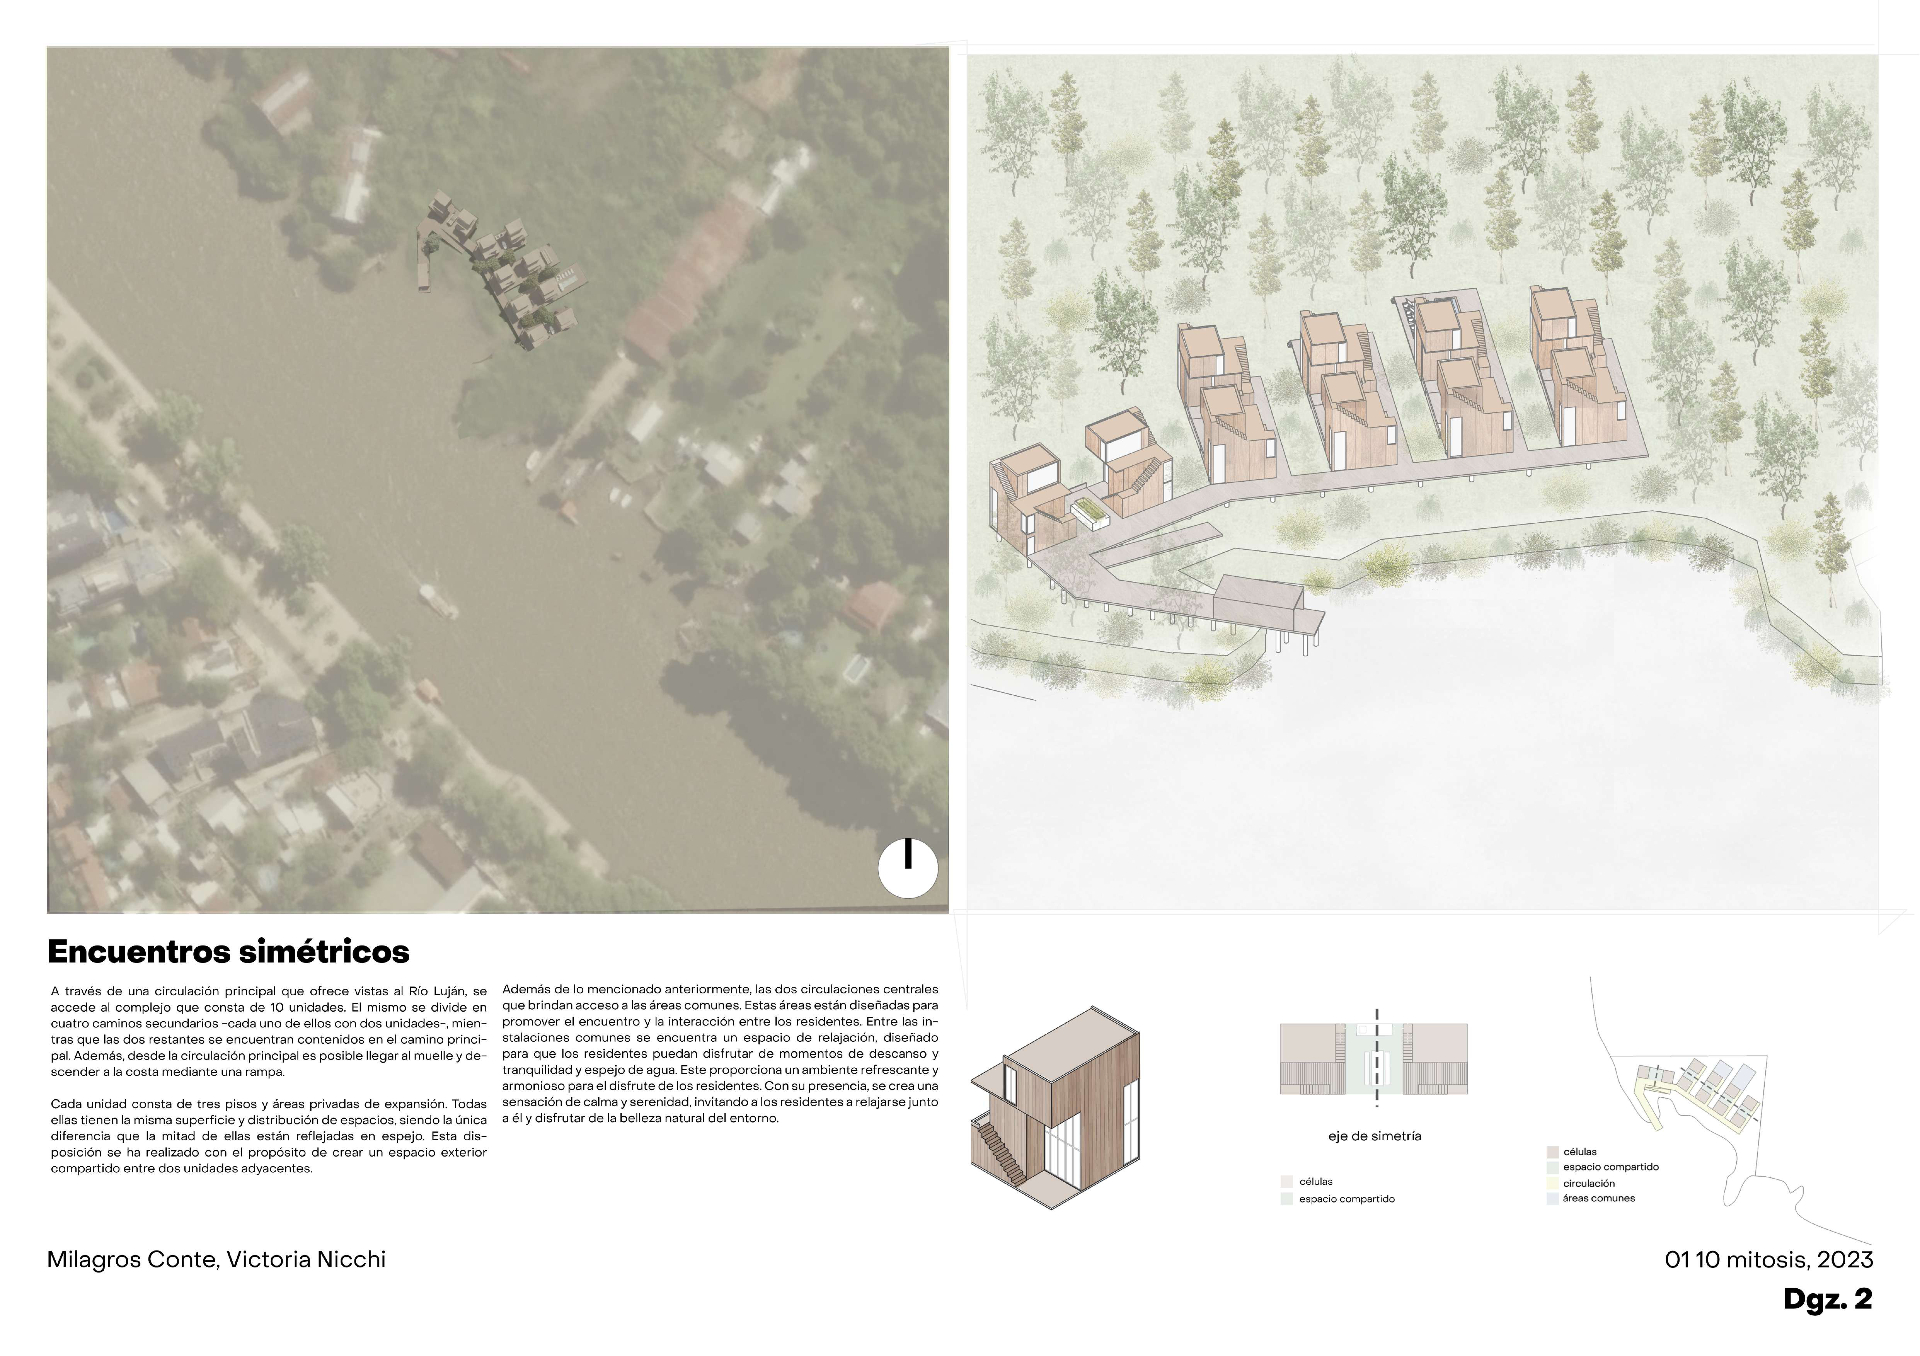 Encuentros simétricos
A través de una circulación principal que ofrece vistas al Río Luján, se
accede al complejo que consta de 10 unidades. El mismo se divide en
cuatro caminos secundarios -cada uno de ellos con dos unidades-, mien-
tras que las dos restantes se encuentran contenidos en el camino princi-
pal. Además, desde la circulación principal es posible llegar al muelle y de-
scender a la costa mediante una rampa.
Cada unidad consta de tres pisos y áreas privadas de expansión. Todas
ellas tienen la misma superficie y distribución de espacios, siendo la única
diferencia que la mitad de ellas están reflejadas en espejo. Esta dis-
posición se ha realizado con el propósito de crear un espacio exterior
compartido entre dos unidades adyacentes.
Además de lo mencionado anteriormente, las dos circulaciones centrales
que brindan acceso a las áreas comunes. Estas áreas están diseñadas para
promover el encuentro y la interacción entre los residentes. Entre las in-
stalaciones comunes se encuentra un espacio de relajación, diseñado
para que los residentes puedan disfrutar de momentos de descanso y
tranquilidad y espejo de agua. Este proporciona un ambiente refrescante y
armonioso para el disfrute de los residentes. Con su presencia, se crea una
sensación de calma y serenidad, invitando a los residentes a relajarse junto
a él y disfrutar de la belleza natural del entorno.
eje de simetría
células
espacio compartido
células
espacio compartido
circulación
áreas comunes
Milagros Conte, Victoria Nicchi
01 10 mitosis, 2023
Dgz. 2